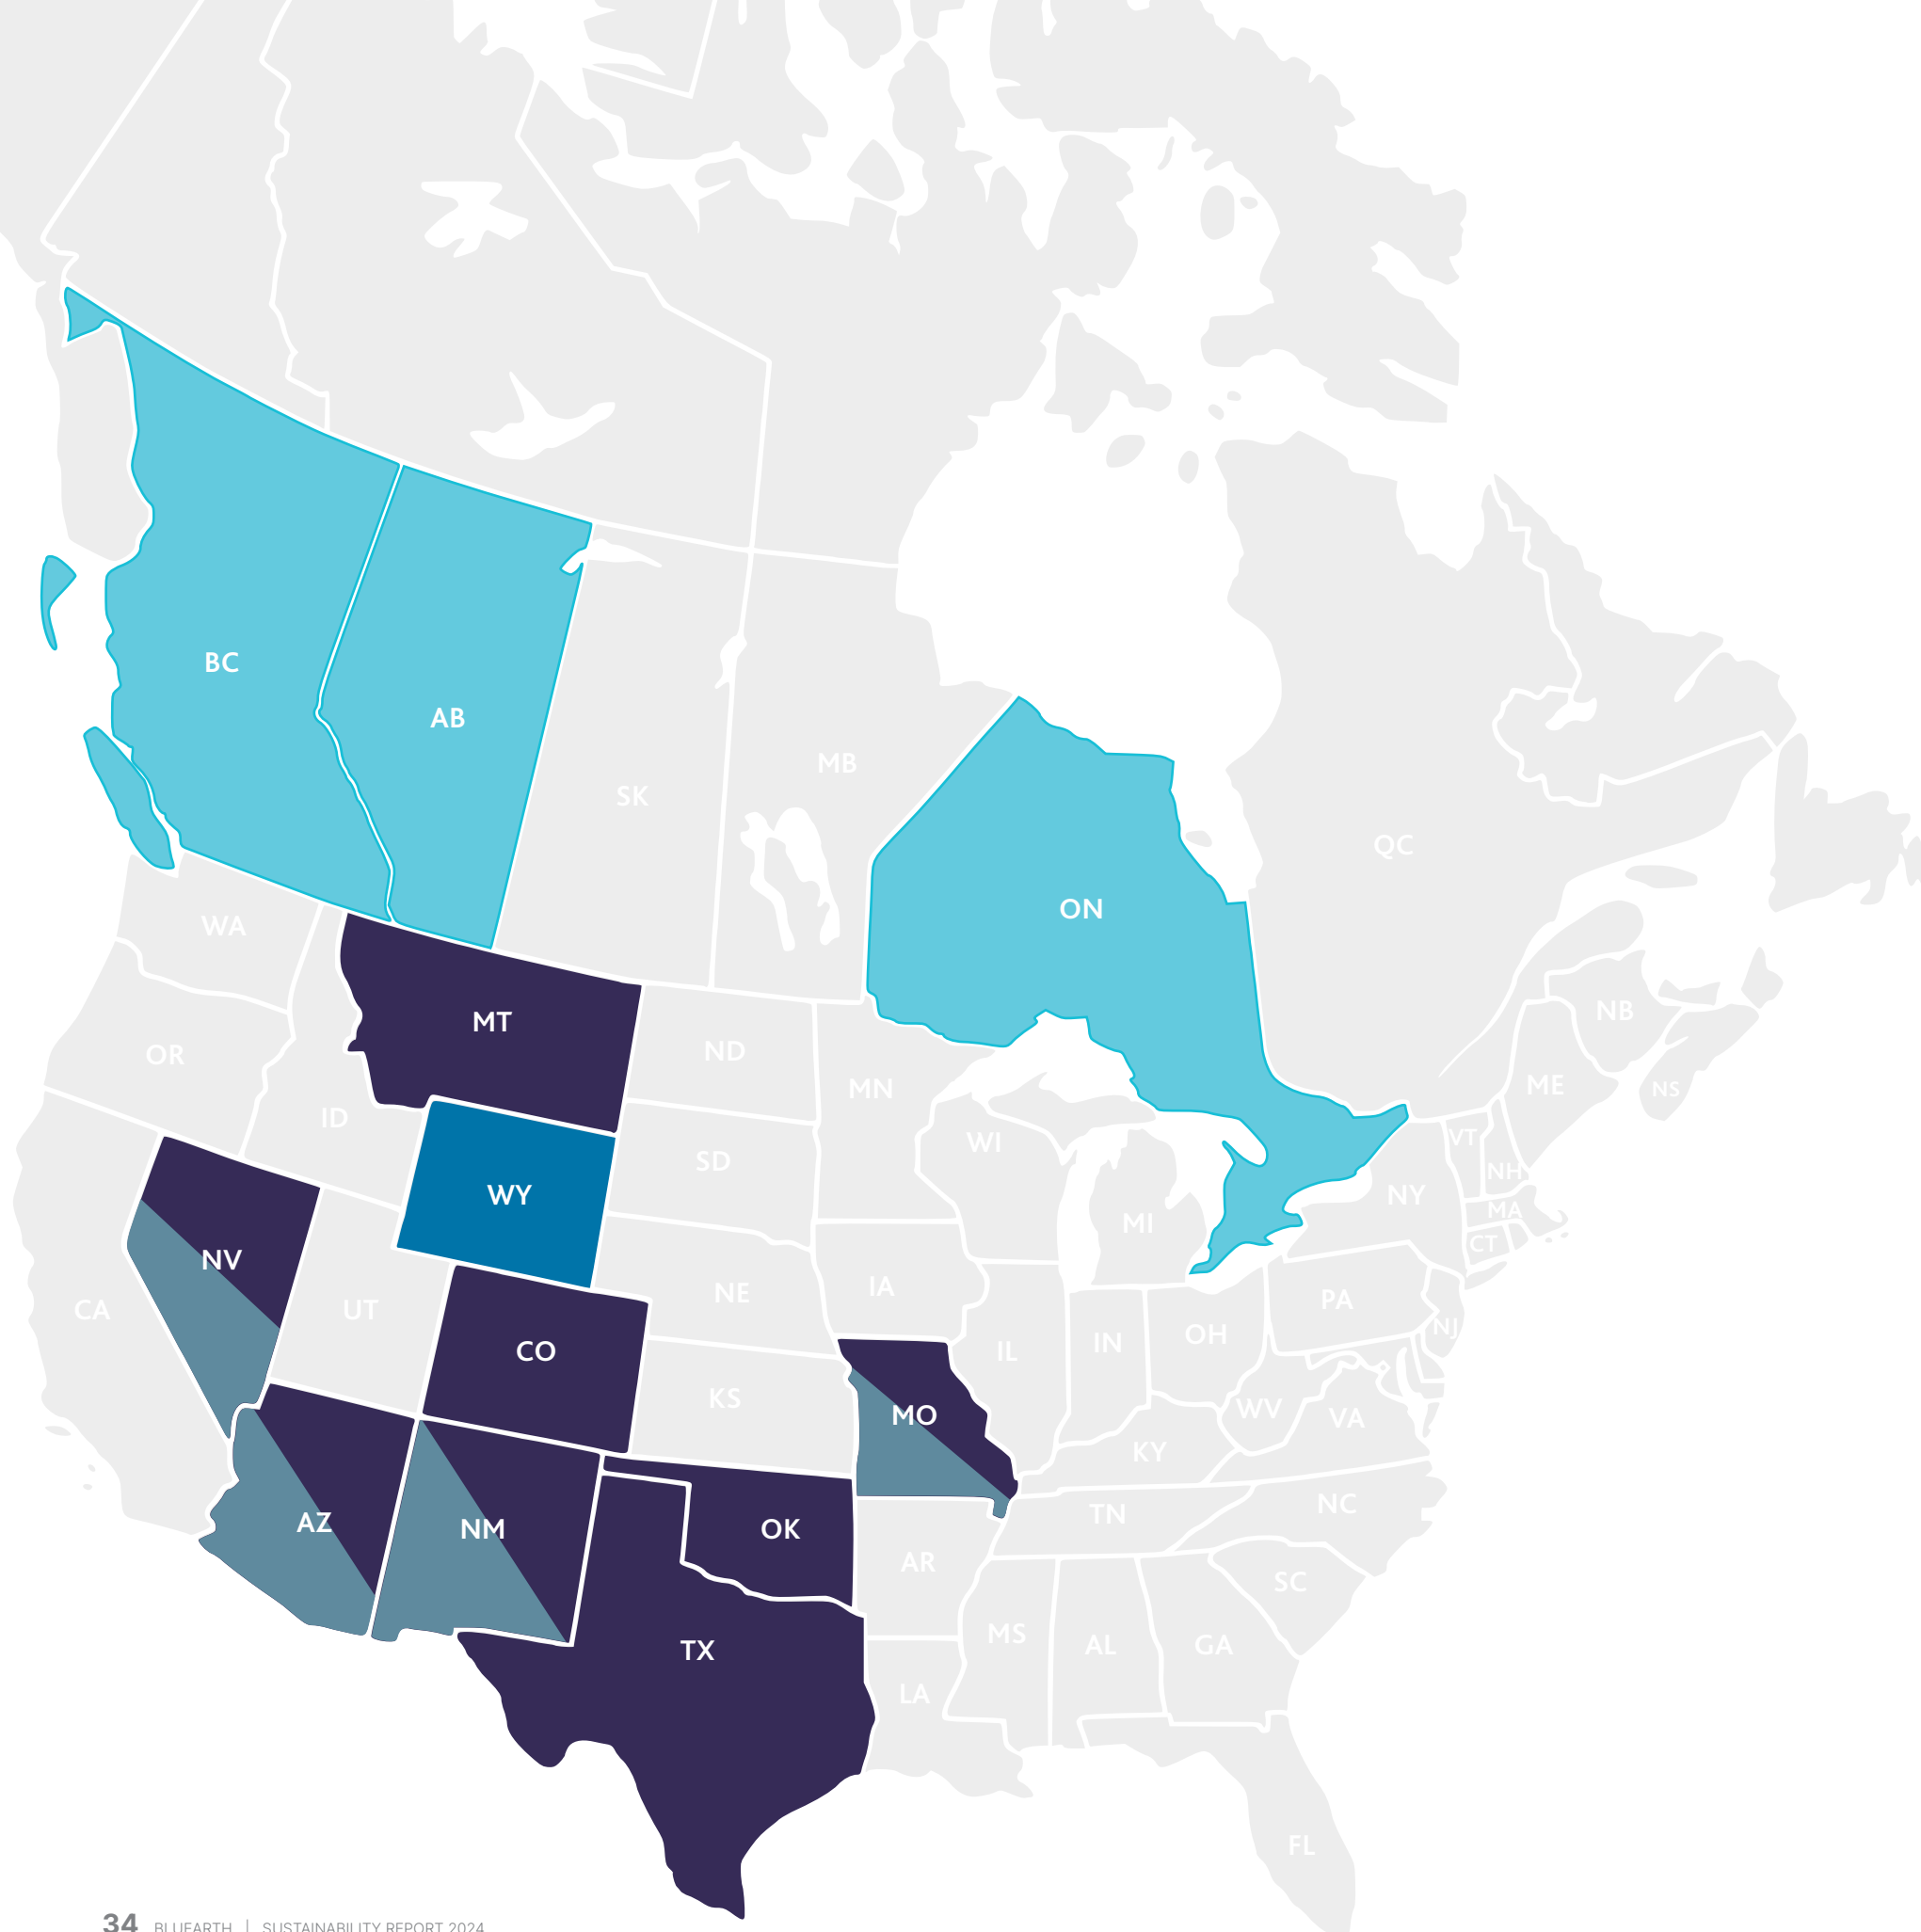 BC
AB
MB
SK
QC
ON
WA
NB
MT
ND
OR
MN
ME
NS
ID
VT
WI
SD
NH
WY
NY
MA
MI
CT
NV
NE
IA
CA
UT
PA
NJ
OH
IN
CO
IL
KS
WV
MO
VA
KY
NC
TN
AZ
NM
OK
AR
SC
MS
AL
GA
TX
LA
FL
34 BLUEARTH | SUSTAINABILITY REPORT 2024